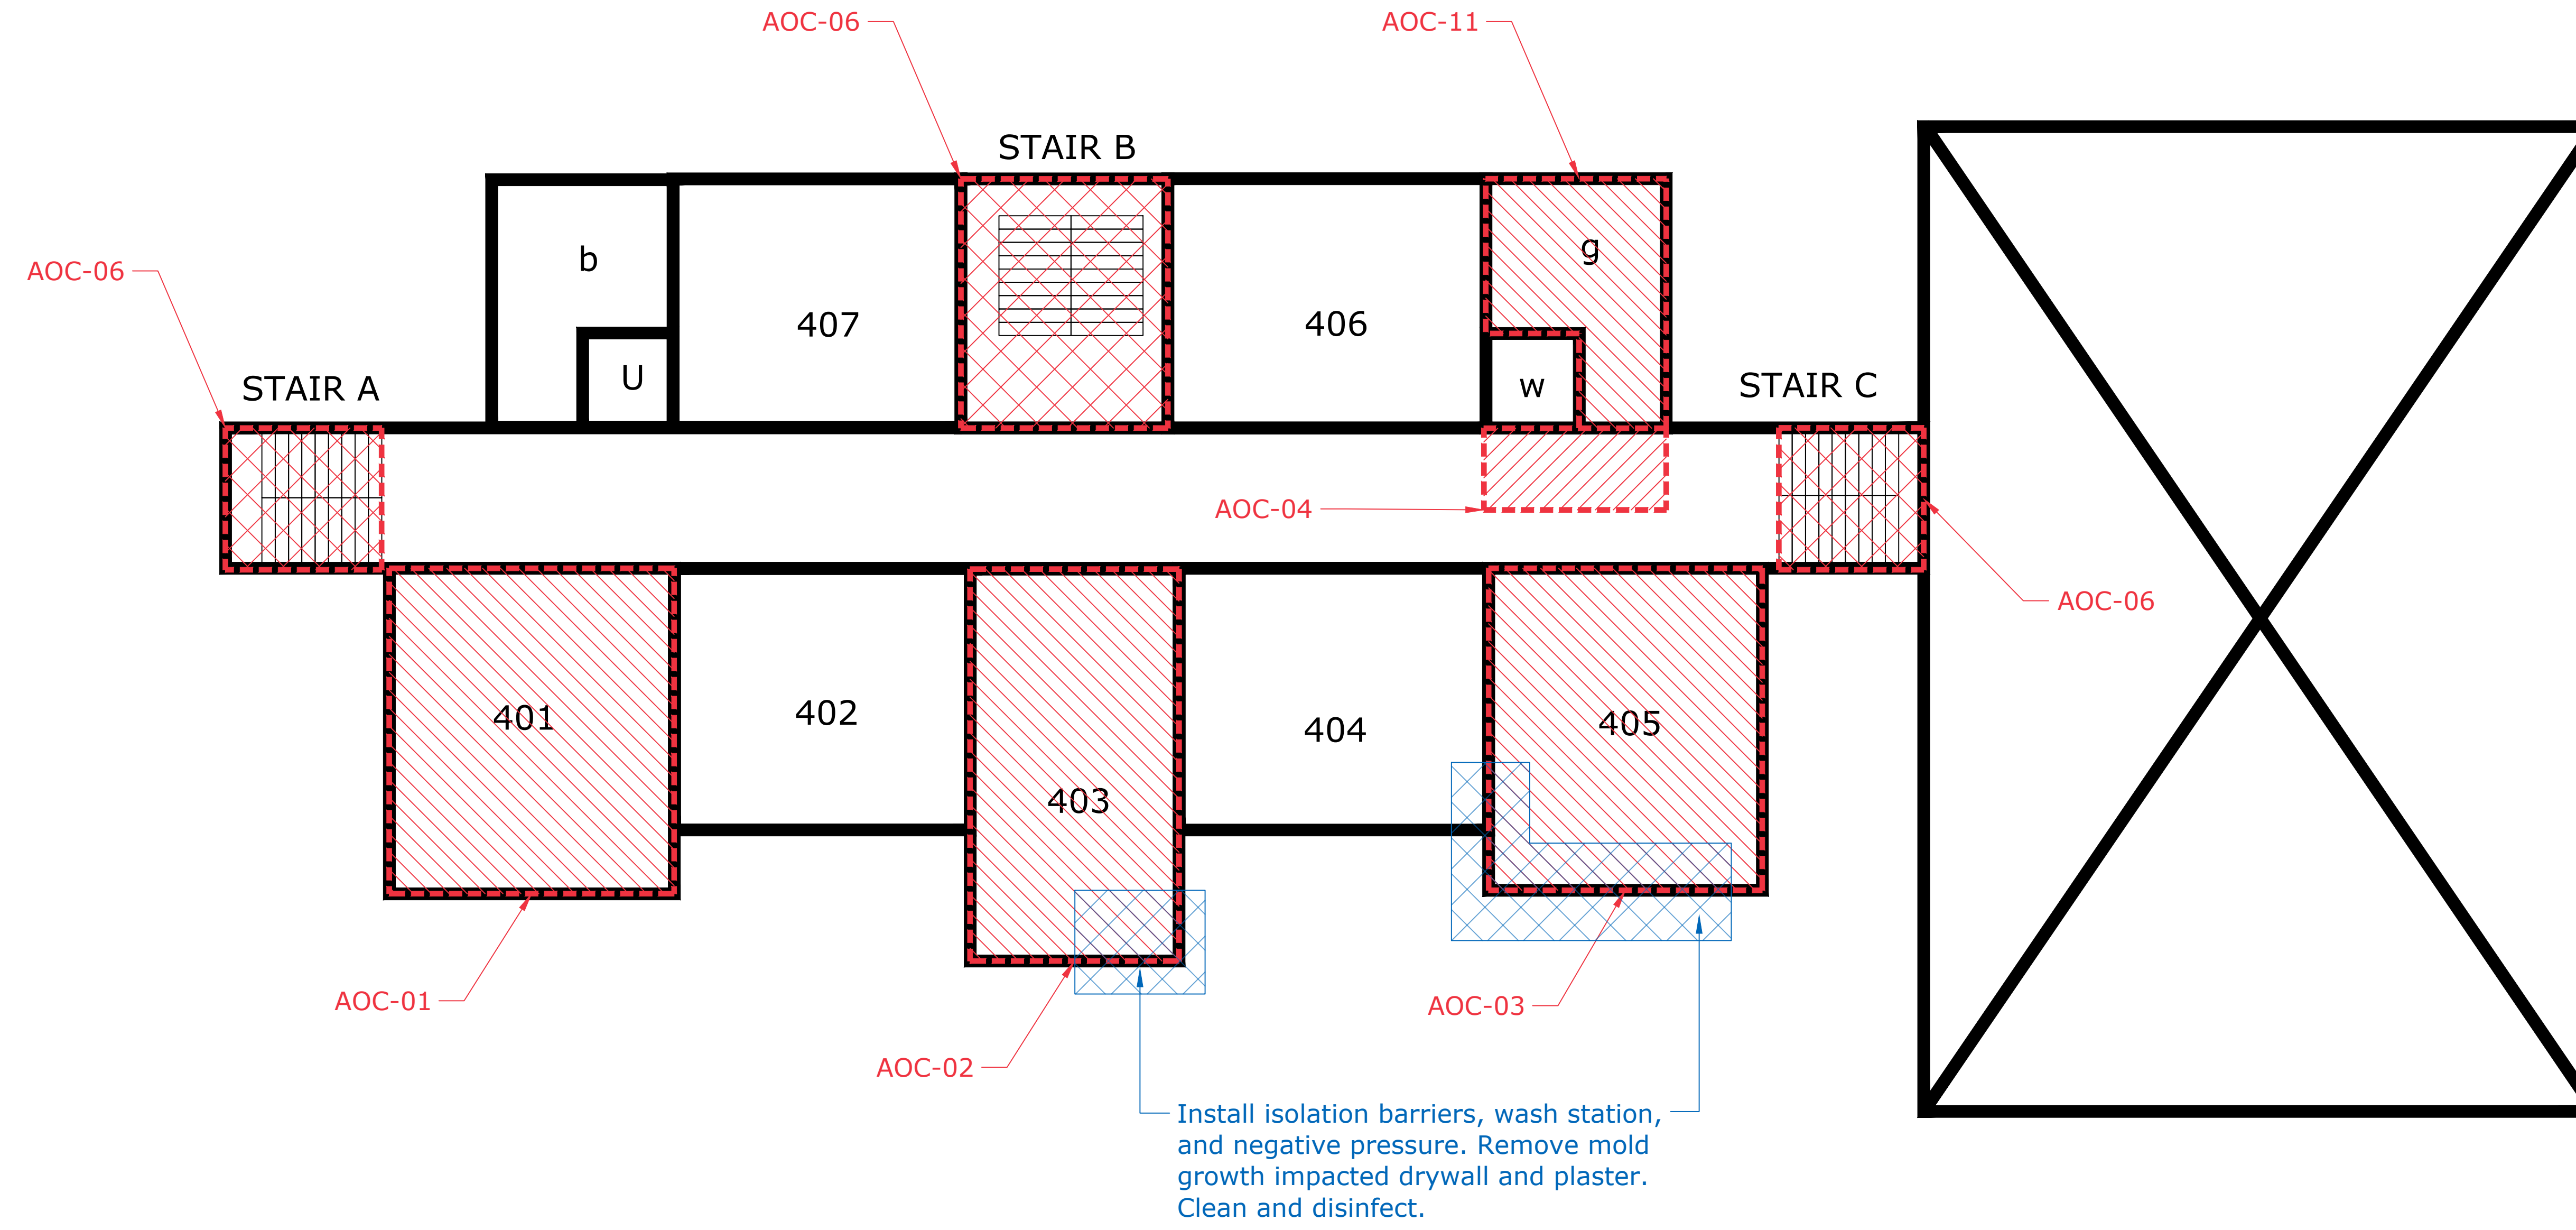 AOC-06
AOC-11
STAIR B
b
g
AOC-06
407
406
U
w
STAIR A
STAIR C
AOC-04
AOC-06
401
402
403
404
405
AOC-01
AOC-02
AOC-03
Install isolation barriers, wash station,
and negative pressure. Remove mold
growth impacted drywall and plaster.
Clean and disinfect.